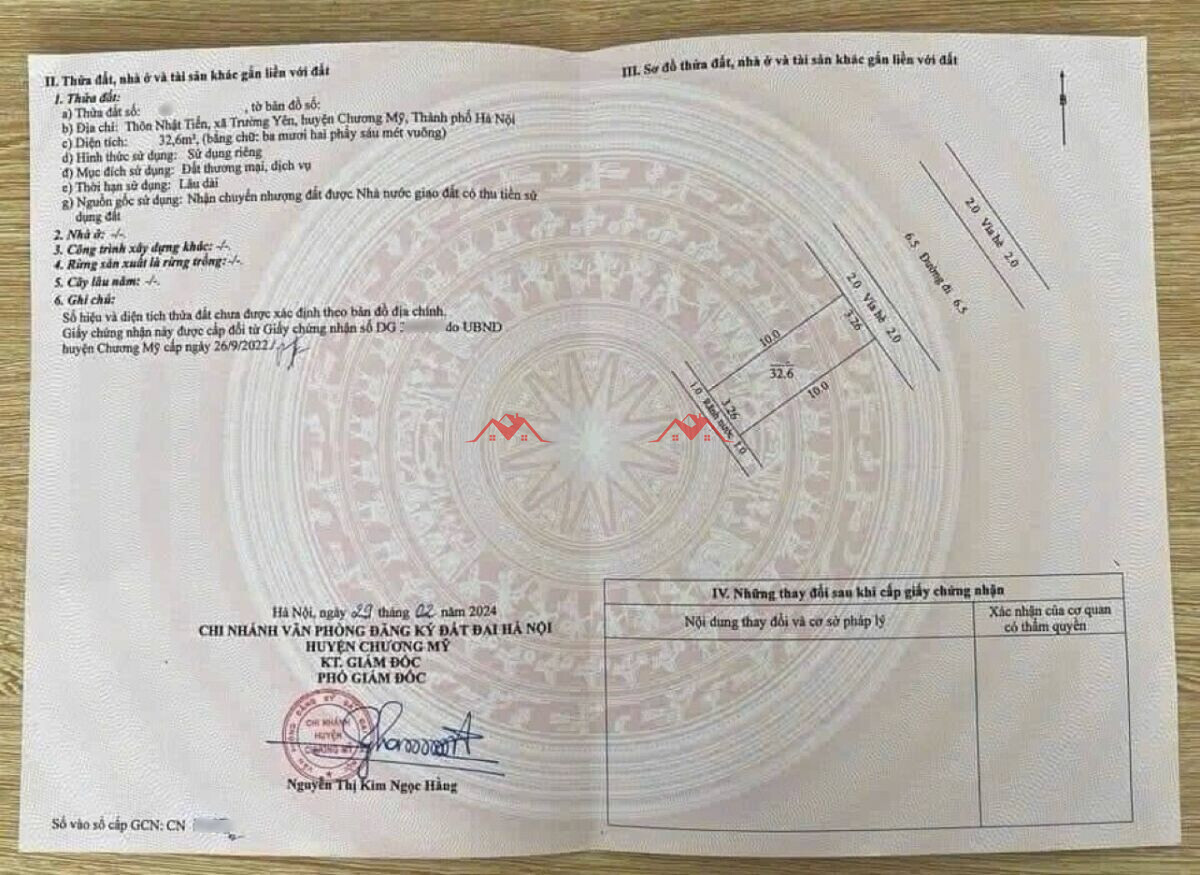 II. Thửa đất, nhà ở và tài sản khác gắn liền với đất
1. Thửa đất:
a) Thửa đất số: , tờ bản đồ số:
b) Địa chỉ: Thôn Nhật Tiến, xã Trường Yên, huyện Chương Mỹ, Thành phố Hà Nội
c) Diện tích: 32,6m², (bằng chữ: ba mươi hai phẩy sáu mét vuông)
d) Hình thức sử dụng: Sử dụng riêng
đ) Mục đích sử dụng: Đất thương mại, dịch vụ
e) Thời hạn sử dụng: Lâu dài
g) Nguồn gốc sử dụng: Nhận chuyển nhượng đất được Nhà nước giao đất có thu tiền sử
dụng đất
2. Nhà ở: -/-.
3. Công trình xây dựng khác: -/-.
4. Rừng sản xuất là rừng trồng:-/-.
5. Cây lâu năm: -/-.
6. Ghi chú:
Số hiệu và diện tích thửa đất chưa được xác định theo bản đồ địa chính.
Giấy chứng nhận này được cấp đổi từ Giấy chứng nhận số DG do UBND
huyện Chương Mỹ cấp ngày 26/9/2022./.
Hà Nội, ngày 29 tháng 02 năm 2024
CHI NHÁNH VĂN PHÒNG ĐĂNG KÝ ĐẤT ĐAI HÀ NỘI
HUYỆN CHƯƠNG MỸ
KT. GIÁM ĐỐC
PHÓ GIÁM ĐỐC
CHI NHÁNH
HUYỆN
CHƯƠNG MỸ
Nguyễn Thị Kim Ngọc Hằng
Số vào sổ cấp GCN: CN
III. Sơ đồ thửa đất, nhà ở và tài sản khác gắn liền với đất
B
2.0 Vỉa hè 2.0
6.5 Đường đi 6.5
2.0 Vỉa hè 2.0
10.0
3.26
32.6
10.0
3.26
1.0 Rãnh nước 1.0
IV. Những thay đổi sau khi cấp giấy chứng nhận
Nội dung thay đổi và cơ sở pháp lý
Xác nhận của cơ quan
có thẩm quyền